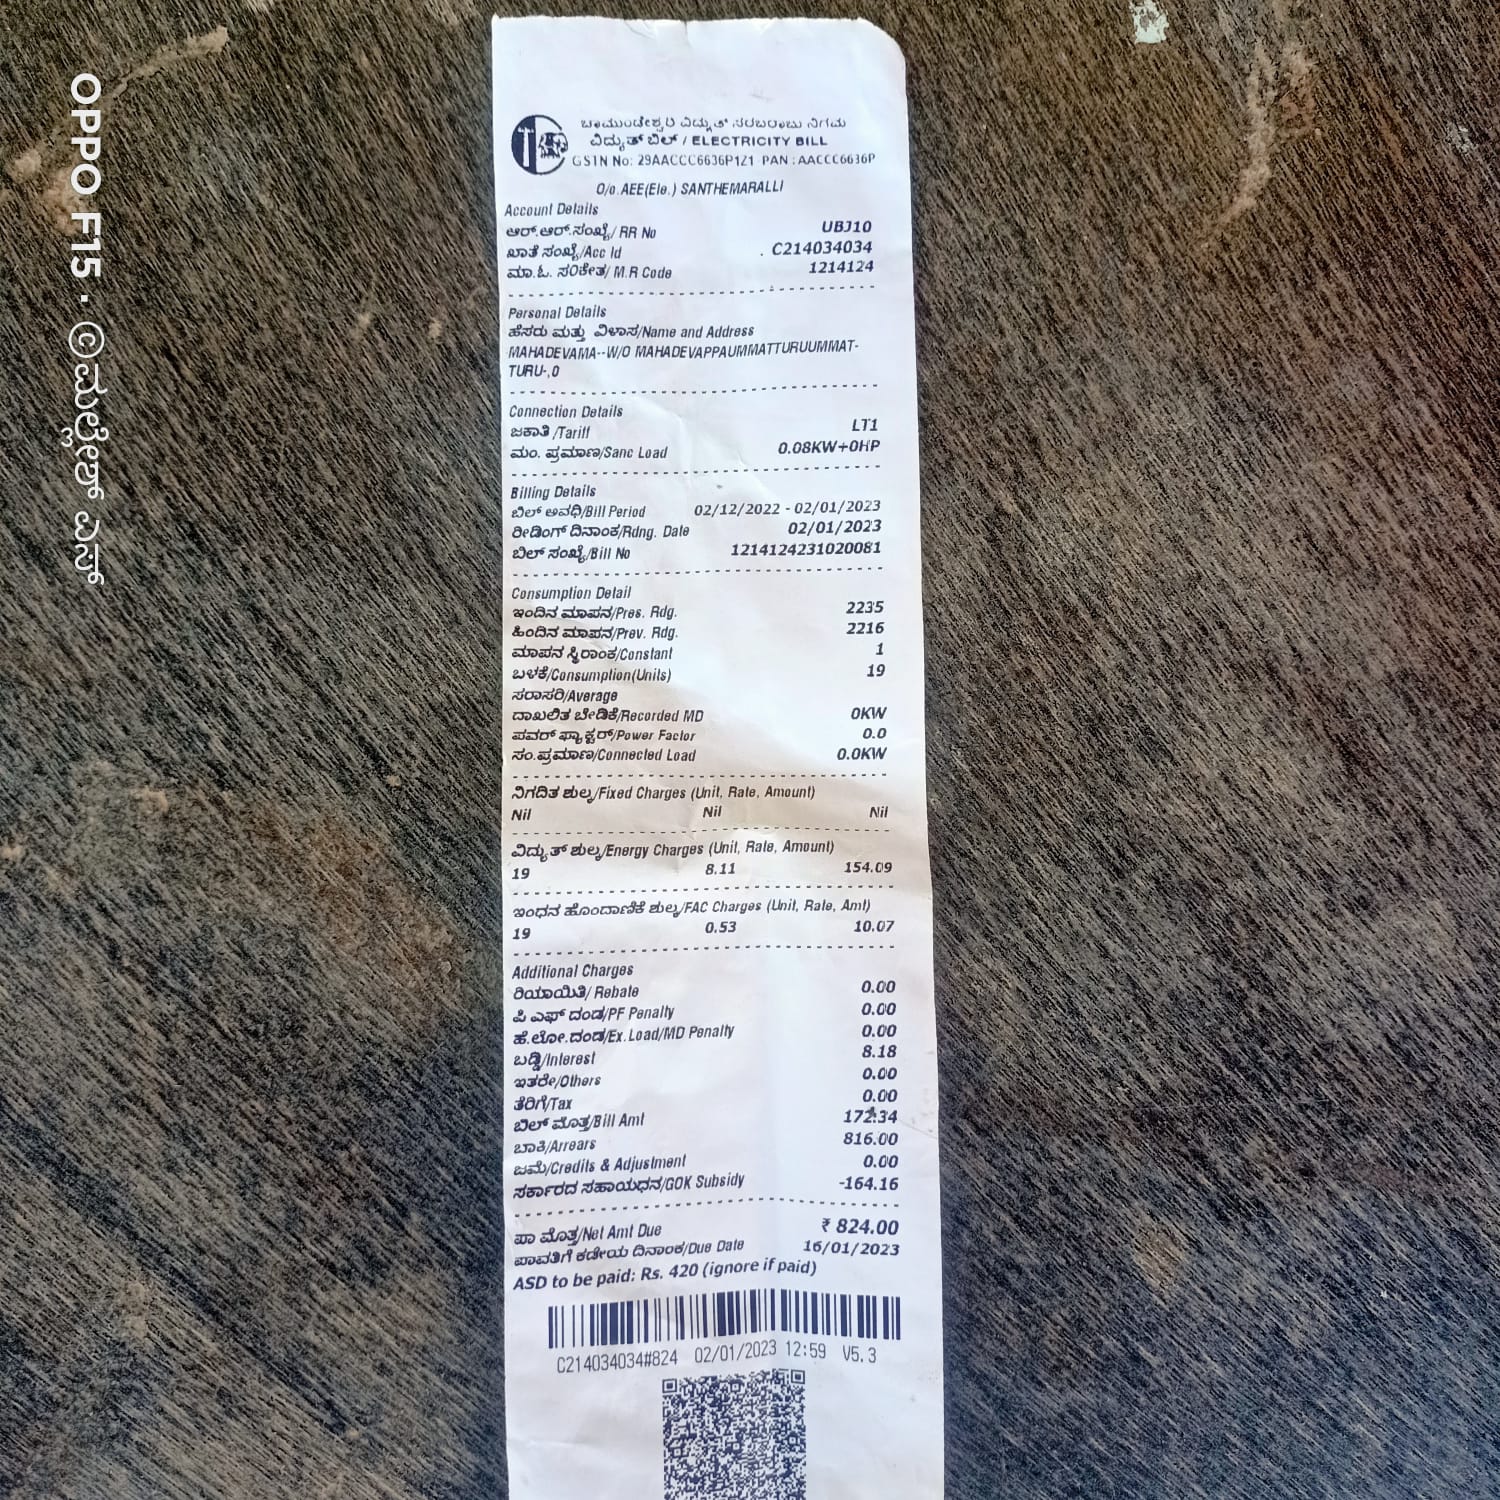 ಚಾಮುಂಡೇಶ್ವರಿ ವಿದ್ಯುತ್ ಸರಬರಾಜು ನಿಗಮ
ವಿದ್ಯುತ್ ಬಿಲ್ / ELECTRICITY BILL
GSTN No: 29AACCC6636P1Z1 PAN : AACCC6636P
O/o.AEE(Ele.) SANTHEMARALLI
Account Details
ಆರ್.ಆರ್.ಸಂಖ್ಯೆ/ RR No UBJ10
ಖಾತೆ ಸಂಖ್ಯೆ/Acc Id . C214034034
ಮಾ.ಓ. ಸಂಕೇತ/ M.R Code 1214124
Personal Details
ಹೆಸರು ಮತ್ತು ವಿಳಾಸ/Name and Address
MAHADEVAMA--W/O MAHADEVAPPAUMMATTURUUMMAT-
TURU-,0
Connection Details
ಜಕಾತಿ /Tariff LT1
ಮಂ. ಪ್ರಮಾಣ/Sanc Load 0.08KW+0HP
Billing Details
ಬಿಲ್ ಅವಧಿ/Bill Period 02/12/2022 - 02/01/2023
ರೀಡಿಂಗ್ ದಿನಾಂಕ/Rdng. Date 02/01/2023
ಬಿಲ್ ಸಂಖ್ಯೆ/Bill No 1214124231020081
Consumption Detail
ಇಂದಿನ ಮಾಪನ/Pres. Rdg. 2235
ಹಿಂದಿನ ಮಾಪನ/Prev. Rdg. 2216
ಮಾಪನ ಸ್ಥಿರಾಂಕ/Constant 1
ಬಳಕೆ/Consumption(Units) 19
ಸರಾಸರಿ/Average
ದಾಖಲಿತ ಬೇಡಿಕೆ/Recorded MD 0KW
ಪವರ್ ಫ್ಯಾಕ್ಟರ್/Power Factor 0.0
ಸಂ.ಪ್ರಮಾಣ/Connected Load 0.0KW
ನಿಗದಿತ ಶುಲ್ಕ/Fixed Charges (Unit, Rate, Amount)
Nil Nil Nil
ವಿದ್ಯುತ್ ಶುಲ್ಕ/Energy Charges (Unit, Rate, Amount)
19 8.11 154.09
ಇಂಧನ ಹೊಂದಾಣಿಕೆ ಶುಲ್ಕ/FAC Charges (Unit, Rate, Amt)
19 0.53 10.07
Additional Charges
ರಿಯಾಯಿತಿ/ Rebate 0.00
ಪಿ ಎಫ್ ದಂಡ/PF Penalty 0.00
ಹೆ.ಲೋ.ದಂಡ/Ex.Load/MD Penalty 0.00
ಬಡ್ಡಿ/Interest 8.18
ಇತರೇ/Others 0.00
ತೆರಿಗೆ/Tax 0.00
ಬಿಲ್ ಮೊತ್ತ/Bill Amt 172.34
ಬಾಕಿ/Arrears 816.00
ಜಮೆ/Credits & Adjustment 0.00
ಸರ್ಕಾರದ ಸಹಾಯಧನ/GOK Subsidy -164.16
ಪಾ ಮೊತ್ತ/Net Amt Due ₹ 824.00
ಪಾವತಿಗೆ ಕಡೇಯ ದಿನಾಂಕ/Due Date 16/01/2023
ASD to be paid: Rs. 420 (ignore if paid)
C214034034#824 02/01/2023 12:59 V5.3
OPPO F15 · ©